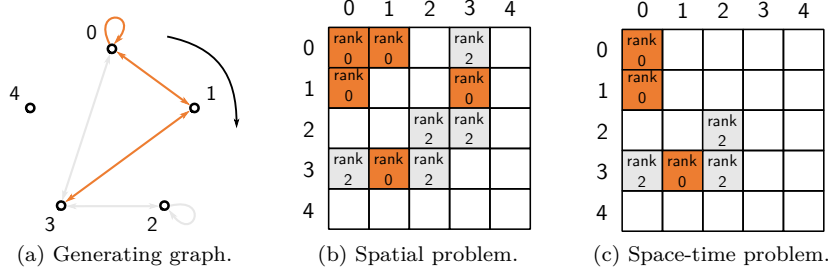 0
1
2
3
4
(a) Generating graph.
0 1 2 3 4
0 rank 0 rank 0 rank 2
1 rank 0 rank 0
2 rank 2 rank 2
3 rank 2 rank 0 rank 2
4
(b) Spatial problem.
0 1 2 3 4
0 rank 0
1 rank 0
2 rank 2
3 rank 2 rank 0 rank 2
4
(c) Space-time problem.